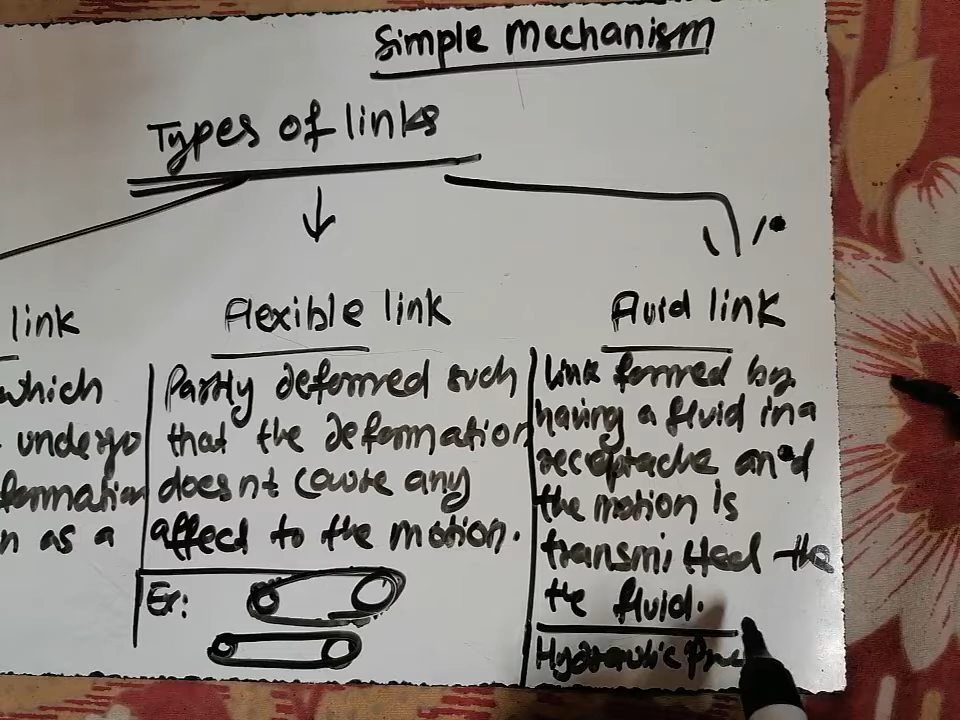 Simple Mechanism
Types of links
link
which
undergo
formation
n as a
Flexible link
Partly deformed such
that the deformation
doesnt cause any
affect to the motion.
Ex:
Fluid link
Link formed by
having a fluid in a
receptache and
the motion is
transmitted the
the fluid.
Hydraulic